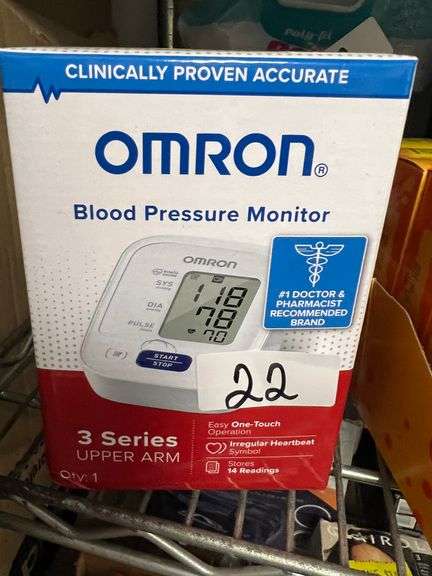 Poly-fil
CLINICALLY PROVEN ACCURATE
OMRON®
Blood Pressure Monitor
OMRON
SYS
118
DIA
78
PULSE
70
START
STOP
#1 DOCTOR &
PHARMACIST
RECOMMENDED
BRAND
22
3 Series
UPPER ARM
Qty: 1
Easy One-Touch
Operation
Irregular Heartbeat
Symbol
Stores
14 Readings